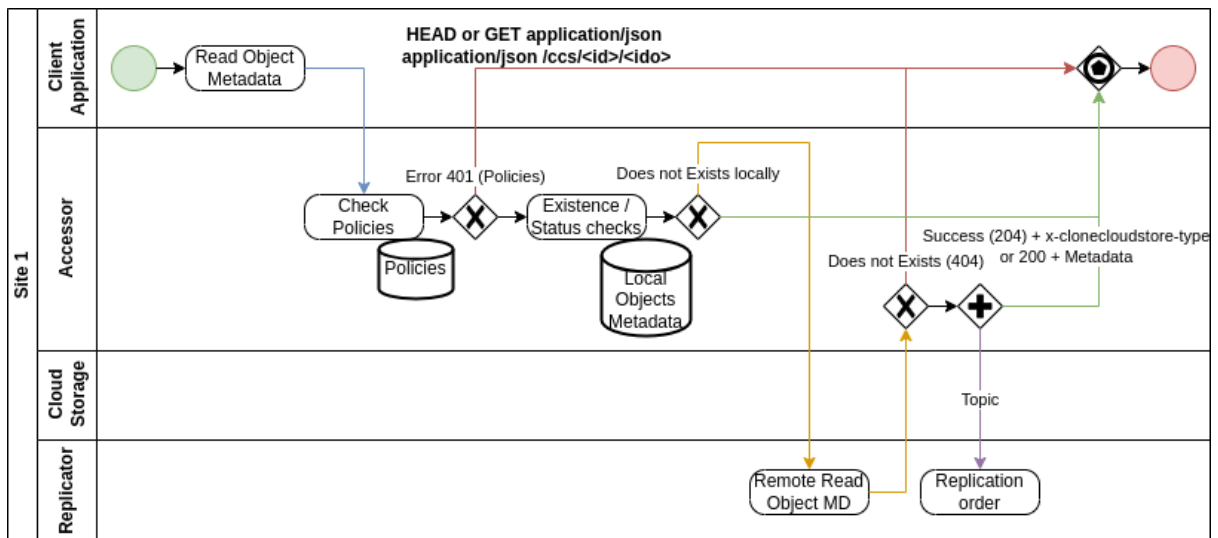 Site 1
Client
Application
Read Object
Metadata
HEAD or GET application/json
application/json /ccs/<id>/<ido>
Accessor
Check
Policies
Policies
Error 401 (Policies)
Existence /
Status checks
Local
Objects
Metadata
Does not Exists locally
Success (204) + x-clonecloudstore-type
or 200 + Metadata
Does not Exists (404)
Cloud
Storage
Topic
Replicator
Remote Read
Object MD
Replication
order